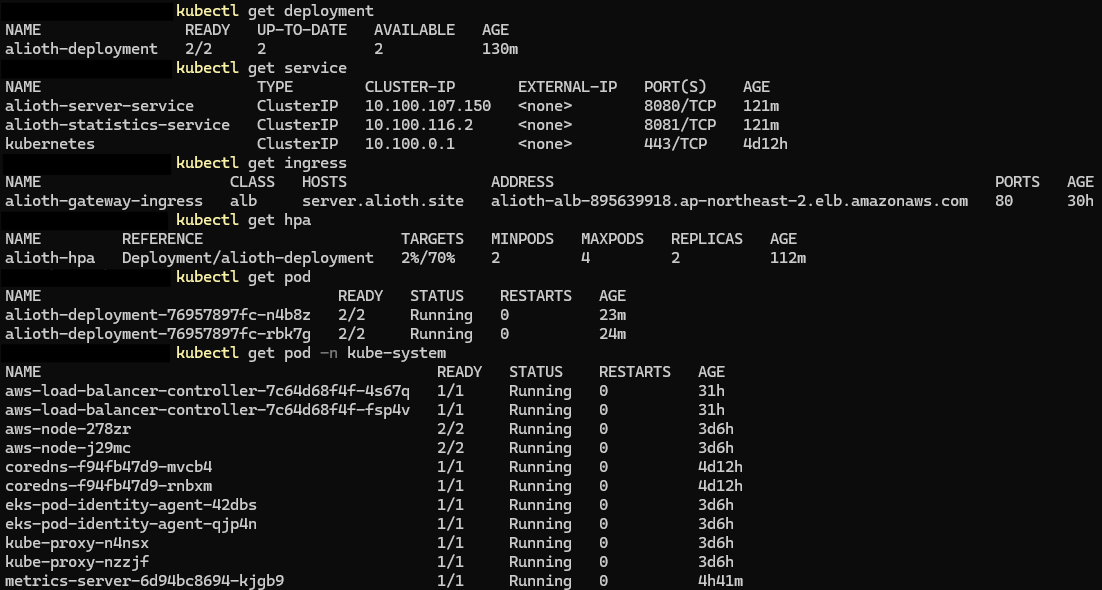 kubectl get deployment
NAME READY UP-TO-DATE AVAILABLE AGE
alioth-deployment 2/2 2 2 130m
kubectl get service
NAME TYPE CLUSTER-IP EXTERNAL-IP PORT(S) AGE
alioth-server-service ClusterIP 10.100.107.150 <none> 8080/TCP 121m
alioth-statistics-service ClusterIP 10.100.116.2 <none> 8081/TCP 121m
kubernetes ClusterIP 10.100.0.1 <none> 443/TCP 4d12h
kubectl get ingress
NAME CLASS HOSTS ADDRESS PORTS AGE
alioth-gateway-ingress alb server.alioth.site alioth-alb-895639918.ap-northeast-2.elb.amazonaws.com 80 30h
kubectl get hpa
NAME REFERENCE TARGETS MINPODS MAXPODS REPLICAS AGE
alioth-hpa Deployment/alioth-deployment 2%/70% 2 4 2 112m
kubectl get pod
NAME READY STATUS RESTARTS AGE
alioth-deployment-76957897fc-n4b8z 2/2 Running 0 23m
alioth-deployment-76957897fc-rbk7g 2/2 Running 0 24m
kubectl get pod -n kube-system
NAME READY STATUS RESTARTS AGE
aws-load-balancer-controller-7c64d68f4f-4s67q 1/1 Running 0 31h
aws-load-balancer-controller-7c64d68f4f-fsp4v 1/1 Running 0 31h
aws-node-278zr 2/2 Running 0 3d6h
aws-node-j29mc 2/2 Running 0 3d6h
coredns-f94fb47d9-mvcb4 1/1 Running 0 4d12h
coredns-f94fb47d9-rnbxm 1/1 Running 0 4d12h
eks-pod-identity-agent-42dbs 1/1 Running 0 3d6h
eks-pod-identity-agent-qjp4n 1/1 Running 0 3d6h
kube-proxy-n4nsx 1/1 Running 0 3d6h
kube-proxy-nzzjf 1/1 Running 0 3d6h
metrics-server-6d94bc8694-kjgb9 1/1 Running 0 4h41m